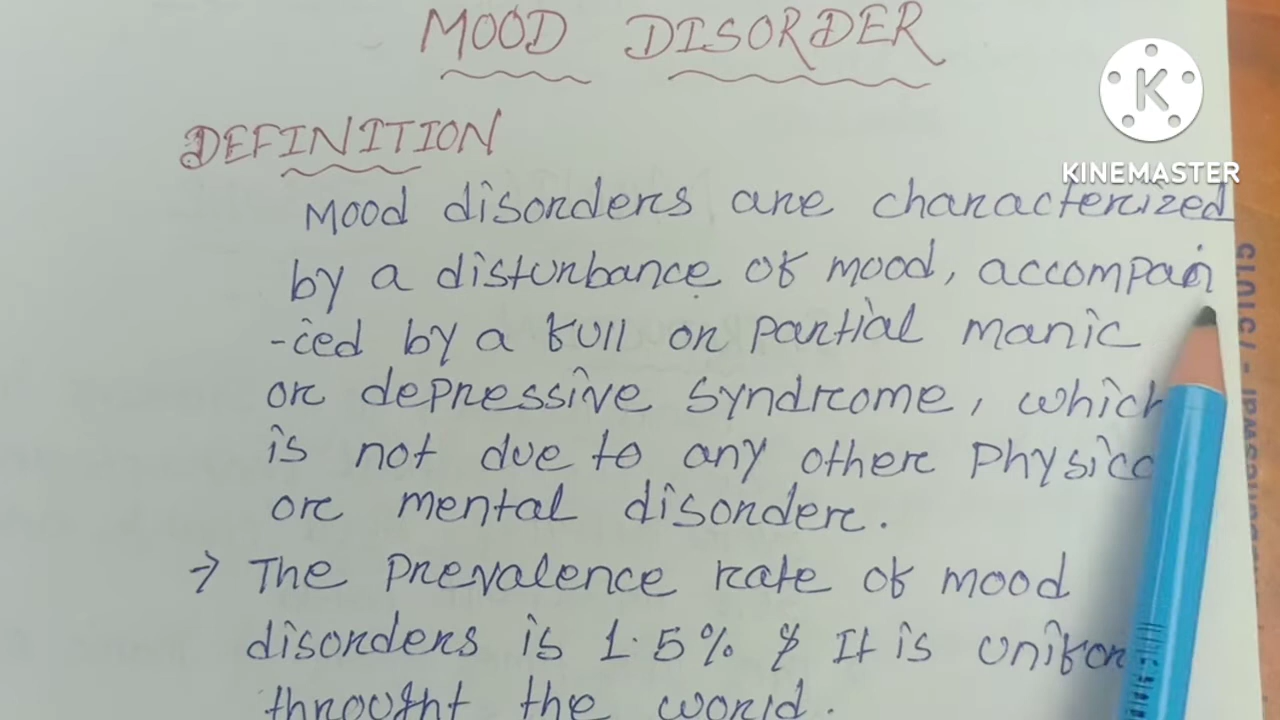 MOOD DISORDER
K
KINEMASTER
DEFINITION
Mood disorders are characterized
by a disturbance of mood, accompan
-ied by a full or partial manic
or depressive syndrome, which
is not due to any other physica
or mental disorder.
→ The prevalence rate of mood
disorders is 1.5% & It is unifor
throught the world.
- 751015